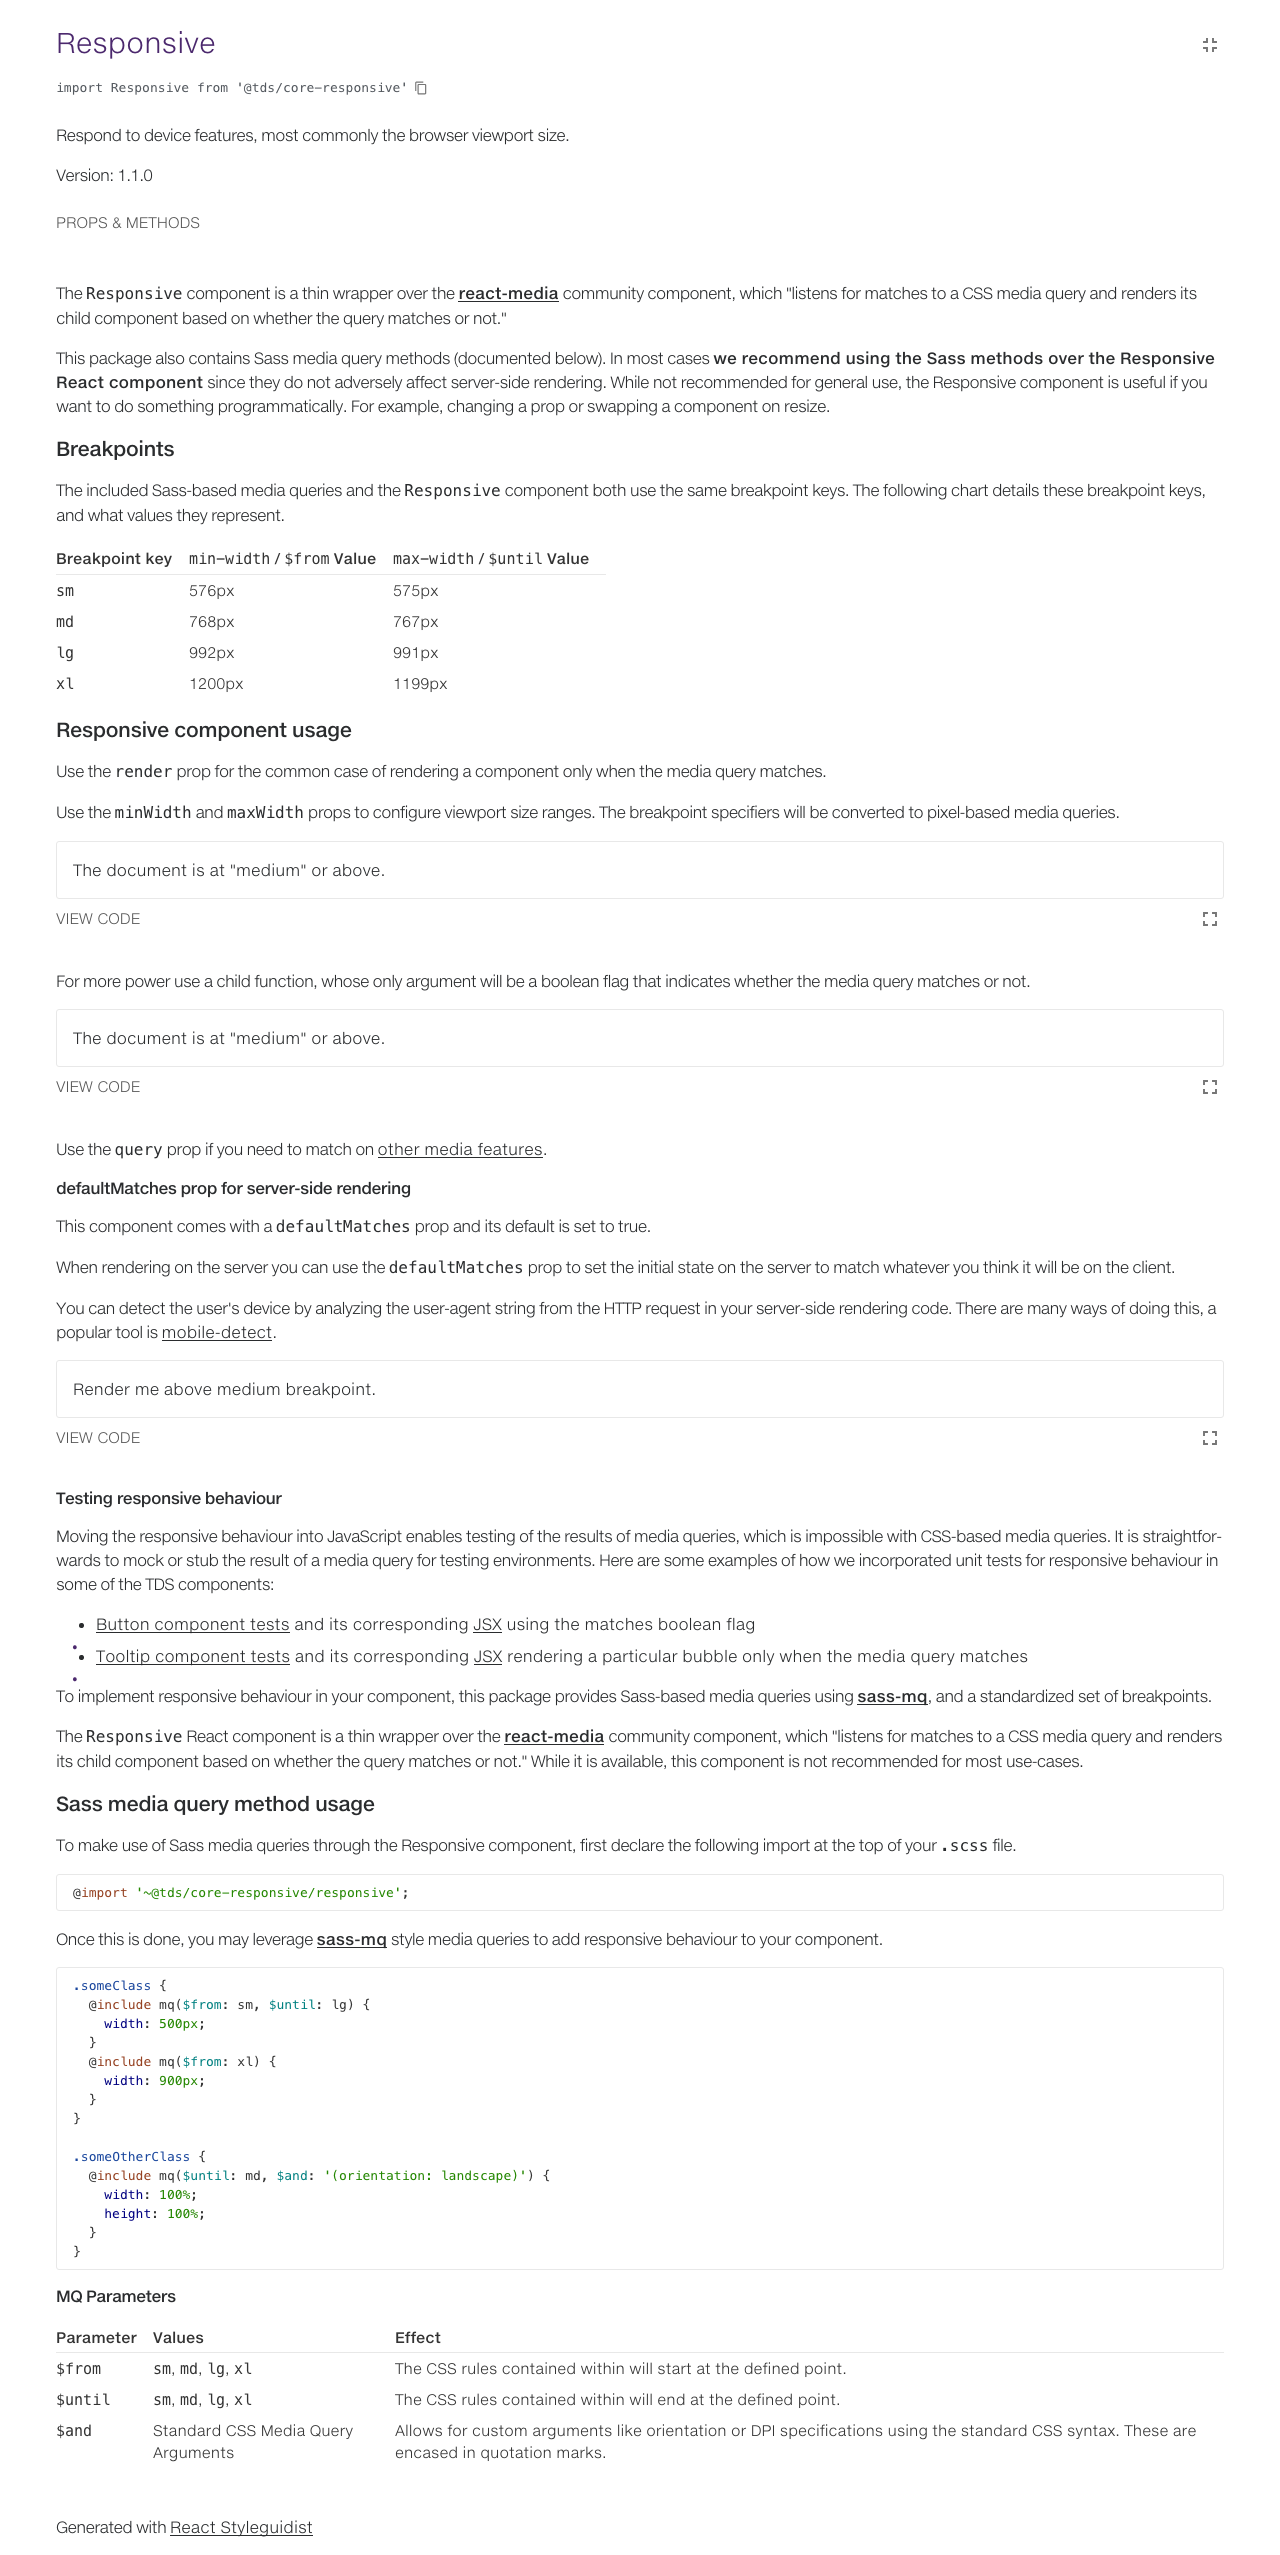 Responsive
import Responsive from '@tds/core-responsive'
Respond to device features, most commonly the browser viewport size.
Version: 1.1.0
PROPS & METHODS
The Responsive component is a thin wrapper over the react-media community component, which "listens for matches to a CSS media query and renders its
child component based on whether the query matches or not."
This package also contains Sass media query methods (documented below). In most cases we recommend using the Sass methods over the Responsive
React component since they do not adversely affect server-side rendering. While not recommended for general use, the Responsive component is useful if you
want to do something programmatically. For example, changing a prop or swapping a component on resize.
Breakpoints
The included Sass-based media queries and the Responsive component both use the same breakpoint keys. The following chart details these breakpoint keys,
and what values they represent.
Breakpoint key min-width / $from Value max-width / $until Value
sm 576px 575px
md 768px 767px
lg 992px 991px
xl 1200px 1199px
Responsive component usage
Use the render prop for the common case of rendering a component only when the media query matches.
Use the minWidth and maxWidth props to configure viewport size ranges. The breakpoint specifiers will be converted to pixel-based media queries.
The document is at "medium" or above.
VIEW CODE
For more power use a child function, whose only argument will be a boolean flag that indicates whether the media query matches or not.
The document is at "medium" or above.
VIEW CODE
Use the query prop if you need to match on other media features.
defaultMatches prop for server-side rendering
This component comes with a defaultMatches prop and its default is set to true.
When rendering on the server you can use the defaultMatches prop to set the initial state on the server to match whatever you think it will be on the client.
You can detect the user's device by analyzing the user-agent string from the HTTP request in your server-side rendering code. There are many ways of doing this, a
popular tool is mobile-detect.
Render me above medium breakpoint.
VIEW CODE
Testing responsive behaviour
Moving the responsive behaviour into JavaScript enables testing of the results of media queries, which is impossible with CSS-based media queries. It is straightfor-
wards to mock or stub the result of a media query for testing environments. Here are some examples of how we incorporated unit tests for responsive behaviour in
some of the TDS components:
• Button component tests and its corresponding JSX using the matches boolean flag
• Tooltip component tests and its corresponding JSX rendering a particular bubble only when the media query matches
To implement responsive behaviour in your component, this package provides Sass-based media queries using sass-mq, and a standardized set of breakpoints.
The Responsive React component is a thin wrapper over the react-media community component, which "listens for matches to a CSS media query and renders
its child component based on whether the query matches or not." While it is available, this component is not recommended for most use-cases.
Sass media query method usage
To make use of Sass media queries through the Responsive component, first declare the following import at the top of your .scss file.
@import '~@tds/core-responsive/responsive';
Once this is done, you may leverage sass-mq style media queries to add responsive behaviour to your component.
.someClass {
  @include mq($from: sm, $until: lg) {
    width: 500px;
  }
  @include mq($from: xl) {
    width: 900px;
  }
}
.someOtherClass {
  @include mq($until: md, $and: '(orientation: landscape)') {
    width: 100%;
    height: 100%;
  }
}
MQ Parameters
Parameter Values Effect
$from sm, md, lg, xl The CSS rules contained within will start at the defined point.
$until sm, md, lg, xl The CSS rules contained within will end at the defined point.
$and Standard CSS Media Query Allows for custom arguments like orientation or DPI specifications using the standard CSS syntax. These are
Arguments encased in quotation marks.
Generated with React Styleguidist